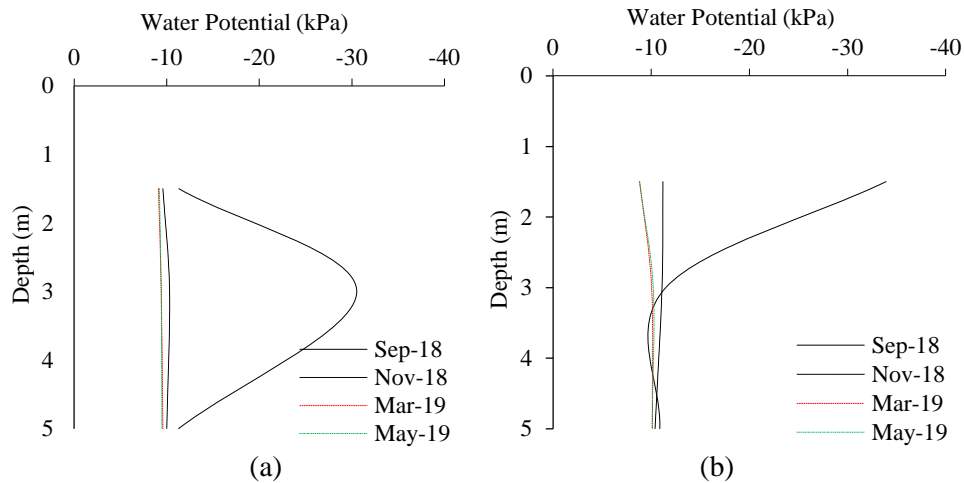 Water Potential (kPa)
0 -10 -20 -30 -40
0
1
2
3
4
5
Depth (m)
Sep-18
Nov-18
Mar-19
May-19
(a)
Water Potential (kPa)
0 -10 -20 -30 -40
0
1
2
3
4
5
Depth (m)
Sep-18
Nov-18
Mar-19
May-19
(b)